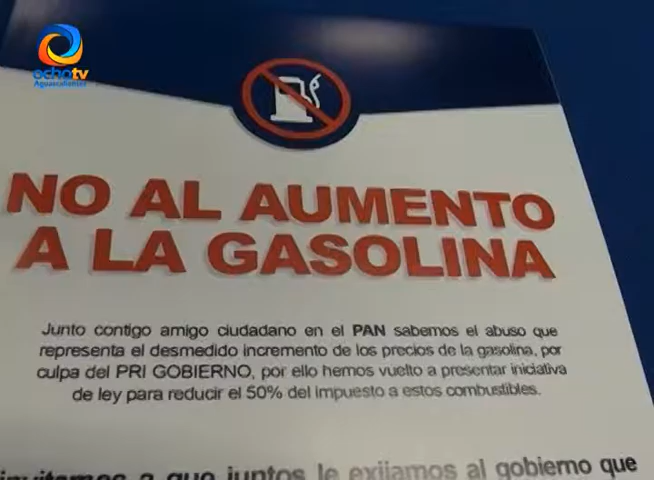 ochotv
Aguascalientes
NO AL AUMENTO
A LA GASOLINA
Junto contigo amigo ciudadano en el PAN sabemos el abuso que
representa el desmedido incremento de los precios de la gasolina, por
culpa del PRI GOBIERNO, por ello hemos vuelto a presentar iniciativa
de ley para reducir el 50% del impuesto a estos combustibles.
invitamos a que juntos le exijamos al gobierno que